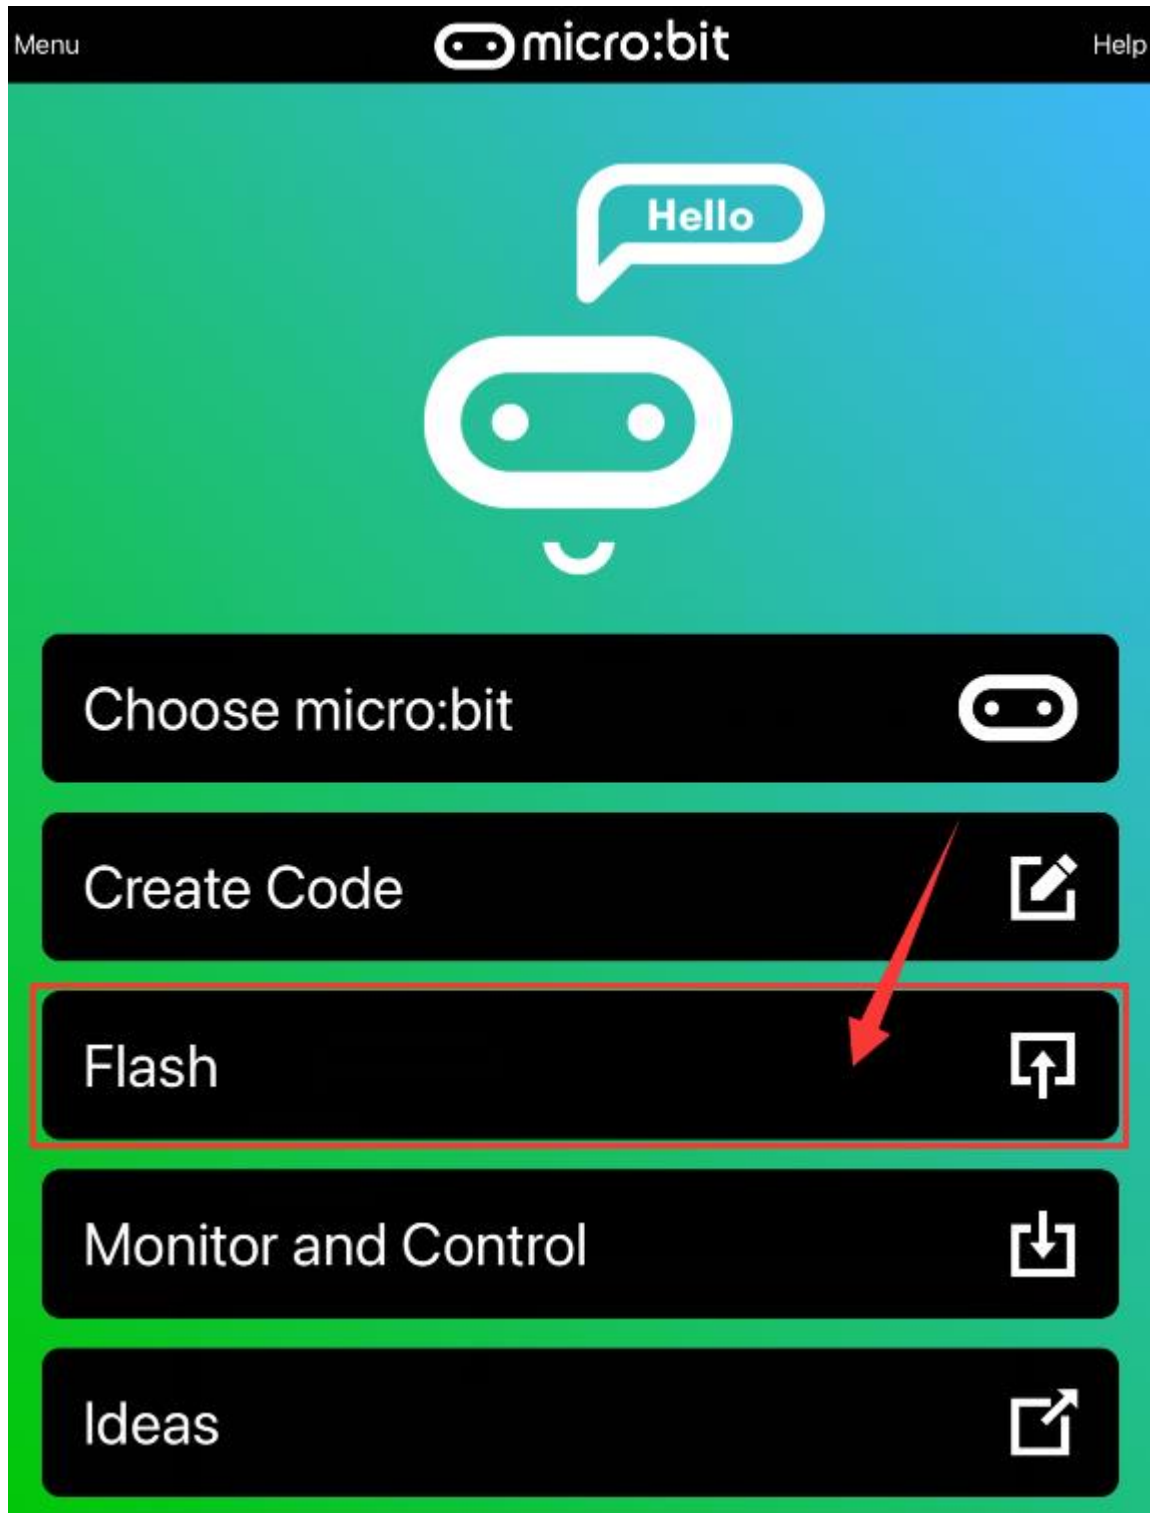 Menu
micro:bit
Help
Hello
Choose micro:bit
Create Code
Flash
Monitor and Control
Ideas